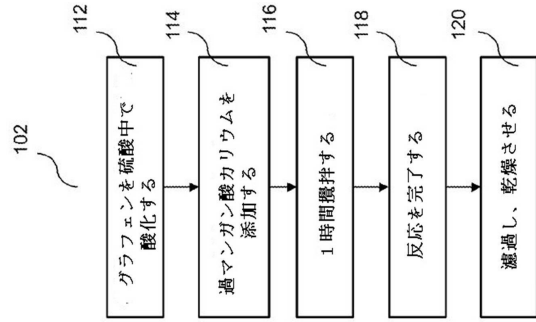 102
112
グラフェンを硫酸中で
酸化する
114
過マンガン酸カリウムを
添加する
116
1時間攪拌する
118
反応を完了する
120
濾過し、乾燥させる